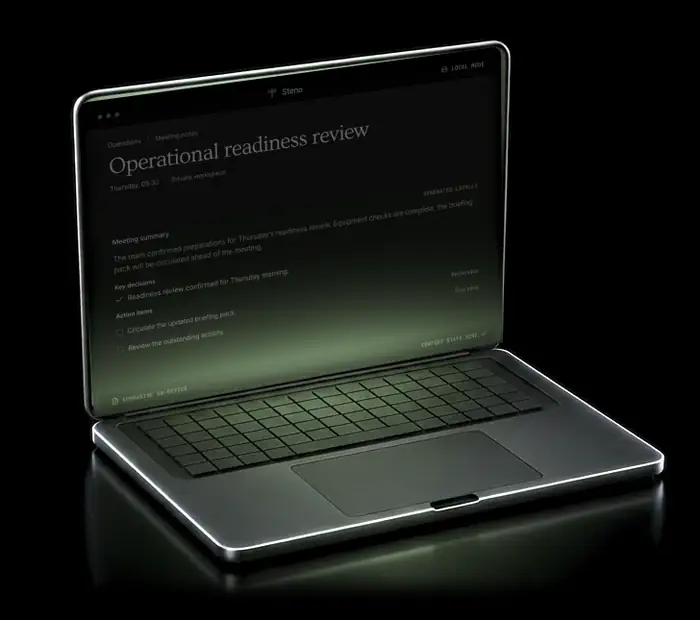 LOCAL MODE
Steno
Operations / Meeting notes
Operational readiness review
Thursday, 09:30 Private workspace
GENERATED LOCALLY
Meeting summary
The team confirmed preparations for Thursday's readiness review. Equipment checks are complete, the briefing
pack will be circulated ahead of the meeting.
Key decisions
Readiness review confirmed for Thursday morning.
Action items
Circulate the updated briefing pack.
Review the outstanding actions.
CONTENT STAYS HERE
SUMMARISE ON-DEVICE